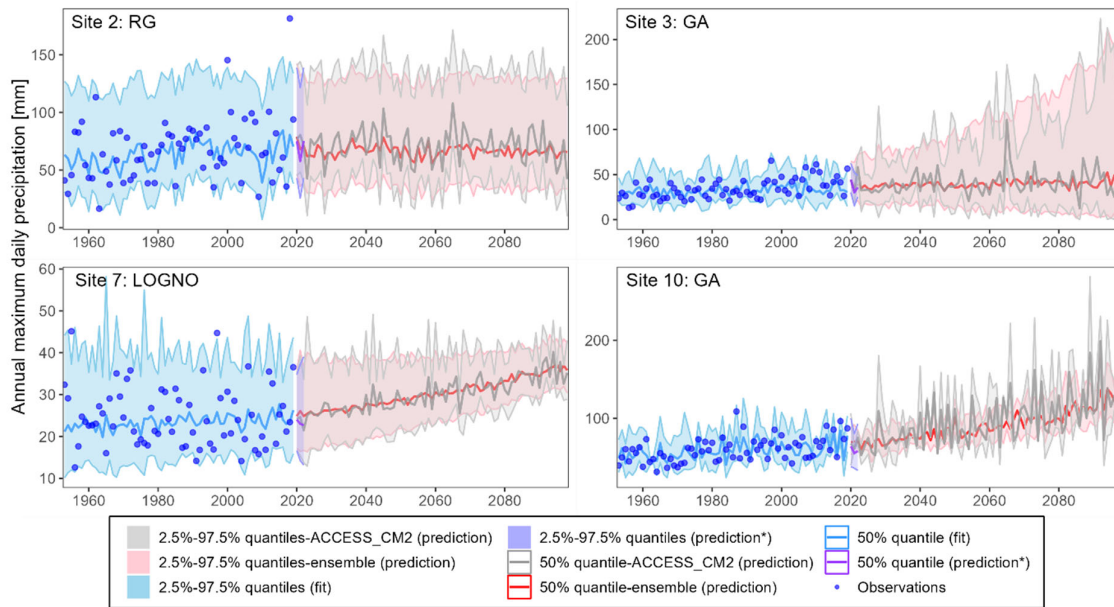 Annual maximum daily precipitation [mm]
Site 2: RG
150
100
50
0
1960 1980 2000 2020 2040 2060 2080
Site 3: GA
200
150
100
50
0
1960 1980 2000 2020 2040 2060 2080
Site 7: LOGNO
60
50
40
30
20
10
1960 1980 2000 2020 2040 2060 2080
Site 10: GA
200
100
1960 1980 2000 2020 2040 2060 2080
2.5%-97.5% quantiles-ACCESS_CM2 (prediction)
2.5%-97.5% quantiles-ensemble (prediction)
2.5%-97.5% quantiles (fit)
2.5%-97.5% quantiles (prediction*)
50% quantile-ACCESS_CM2 (prediction)
50% quantile-ensemble (prediction)
50% quantile (fit)
50% quantile (prediction*)
Observations